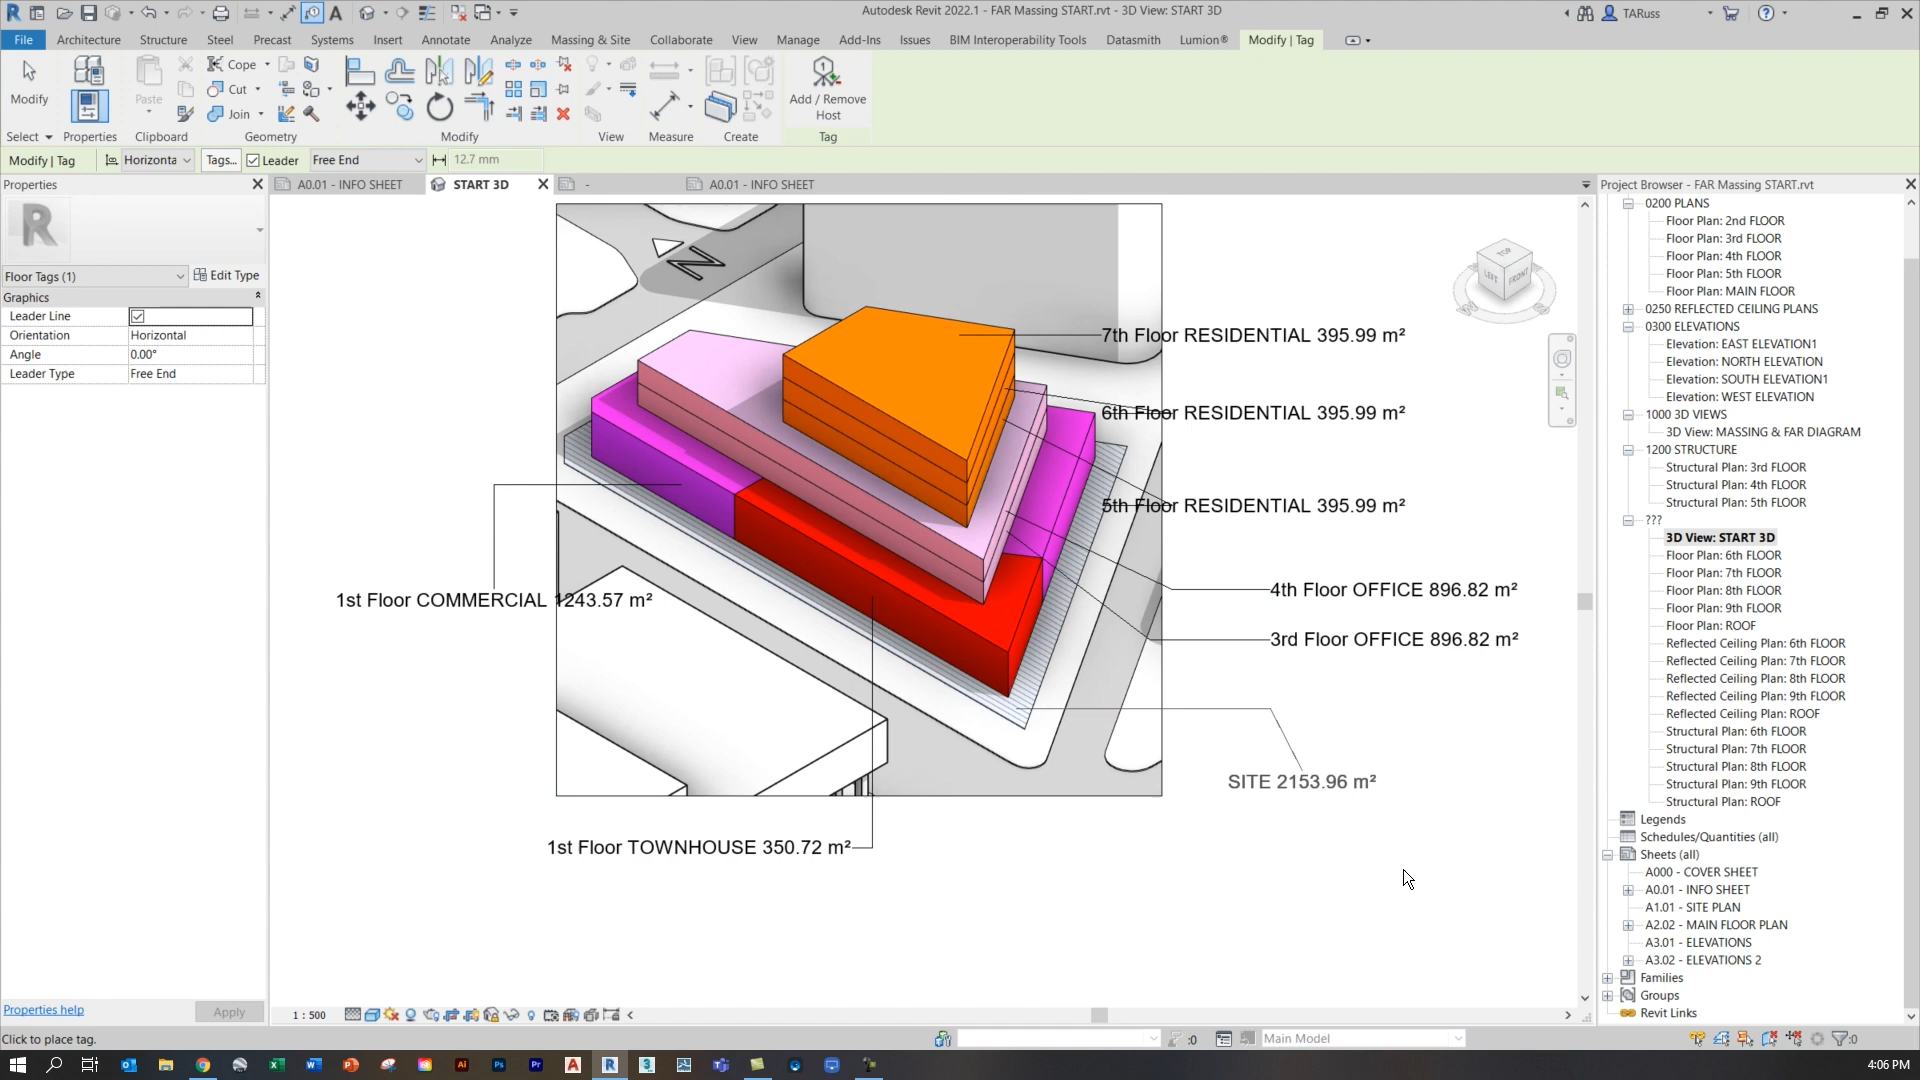 Autodesk Revit 2022.1 - FAR Massing START.rvt - 3D View: START 3D
TARuss
File Architecture Structure Steel Precast Systems Insert Annotate Analyze Massing & Site Collaborate View Manage Add-Ins Issues BIM Interoperability Tools Datasmith Lumion® Modify | Tag
Modify
Paste
Cope
Cut
Join
Add / Remove
Host
Select Properties Clipboard Geometry Modify View Measure Create Tag
Modify | Tag Horizonta Tags... Leader Free End 12.7 mm
Properties
A0.01 - INFO SHEET START 3D - A0.01 - INFO SHEET
Project Browser - FAR Massing START.rvt
Floor Tags (1) Edit Type
Graphics
Leader Line
Orientation Horizontal
Angle 0.00°
Leader Type Free End
N
TOP
LEFT
FRONT
7th Floor RESIDENTIAL 395.99 m²
6th Floor RESIDENTIAL 395.99 m²
5th Floor RESIDENTIAL 395.99 m²
4th Floor OFFICE 896.82 m²
3rd Floor OFFICE 896.82 m²
1st Floor COMMERCIAL 1243.57 m²
SITE 2153.96 m²
1st Floor TOWNHOUSE 350.72 m²
0200 PLANS
Floor Plan: 2nd FLOOR
Floor Plan: 3rd FLOOR
Floor Plan: 4th FLOOR
Floor Plan: 5th FLOOR
Floor Plan: MAIN FLOOR
0250 REFLECTED CEILING PLANS
0300 ELEVATIONS
Elevation: EAST ELEVATION1
Elevation: NORTH ELEVATION
Elevation: SOUTH ELEVATION1
Elevation: WEST ELEVATION
1000 3D VIEWS
3D View: MASSING & FAR DIAGRAM
1200 STRUCTURE
Structural Plan: 3rd FLOOR
Structural Plan: 4th FLOOR
Structural Plan: 5th FLOOR
???
3D View: START 3D
Floor Plan: 6th FLOOR
Floor Plan: 7th FLOOR
Floor Plan: 8th FLOOR
Floor Plan: 9th FLOOR
Floor Plan: ROOF
Reflected Ceiling Plan: 6th FLOOR
Reflected Ceiling Plan: 7th FLOOR
Reflected Ceiling Plan: 8th FLOOR
Reflected Ceiling Plan: 9th FLOOR
Reflected Ceiling Plan: ROOF
Structural Plan: 6th FLOOR
Structural Plan: 7th FLOOR
Structural Plan: 8th FLOOR
Structural Plan: 9th FLOOR
Structural Plan: ROOF
Legends
Schedules/Quantities (all)
Sheets (all)
A000 - COVER SHEET
A0.01 - INFO SHEET
A1.01 - SITE PLAN
A2.02 - MAIN FLOOR PLAN
A3.01 - ELEVATIONS
A3.02 - ELEVATIONS 2
Families
Groups
Revit Links
Properties help Apply
1 : 500
Click to place tag. :0 Main Model :0
4:06 PM